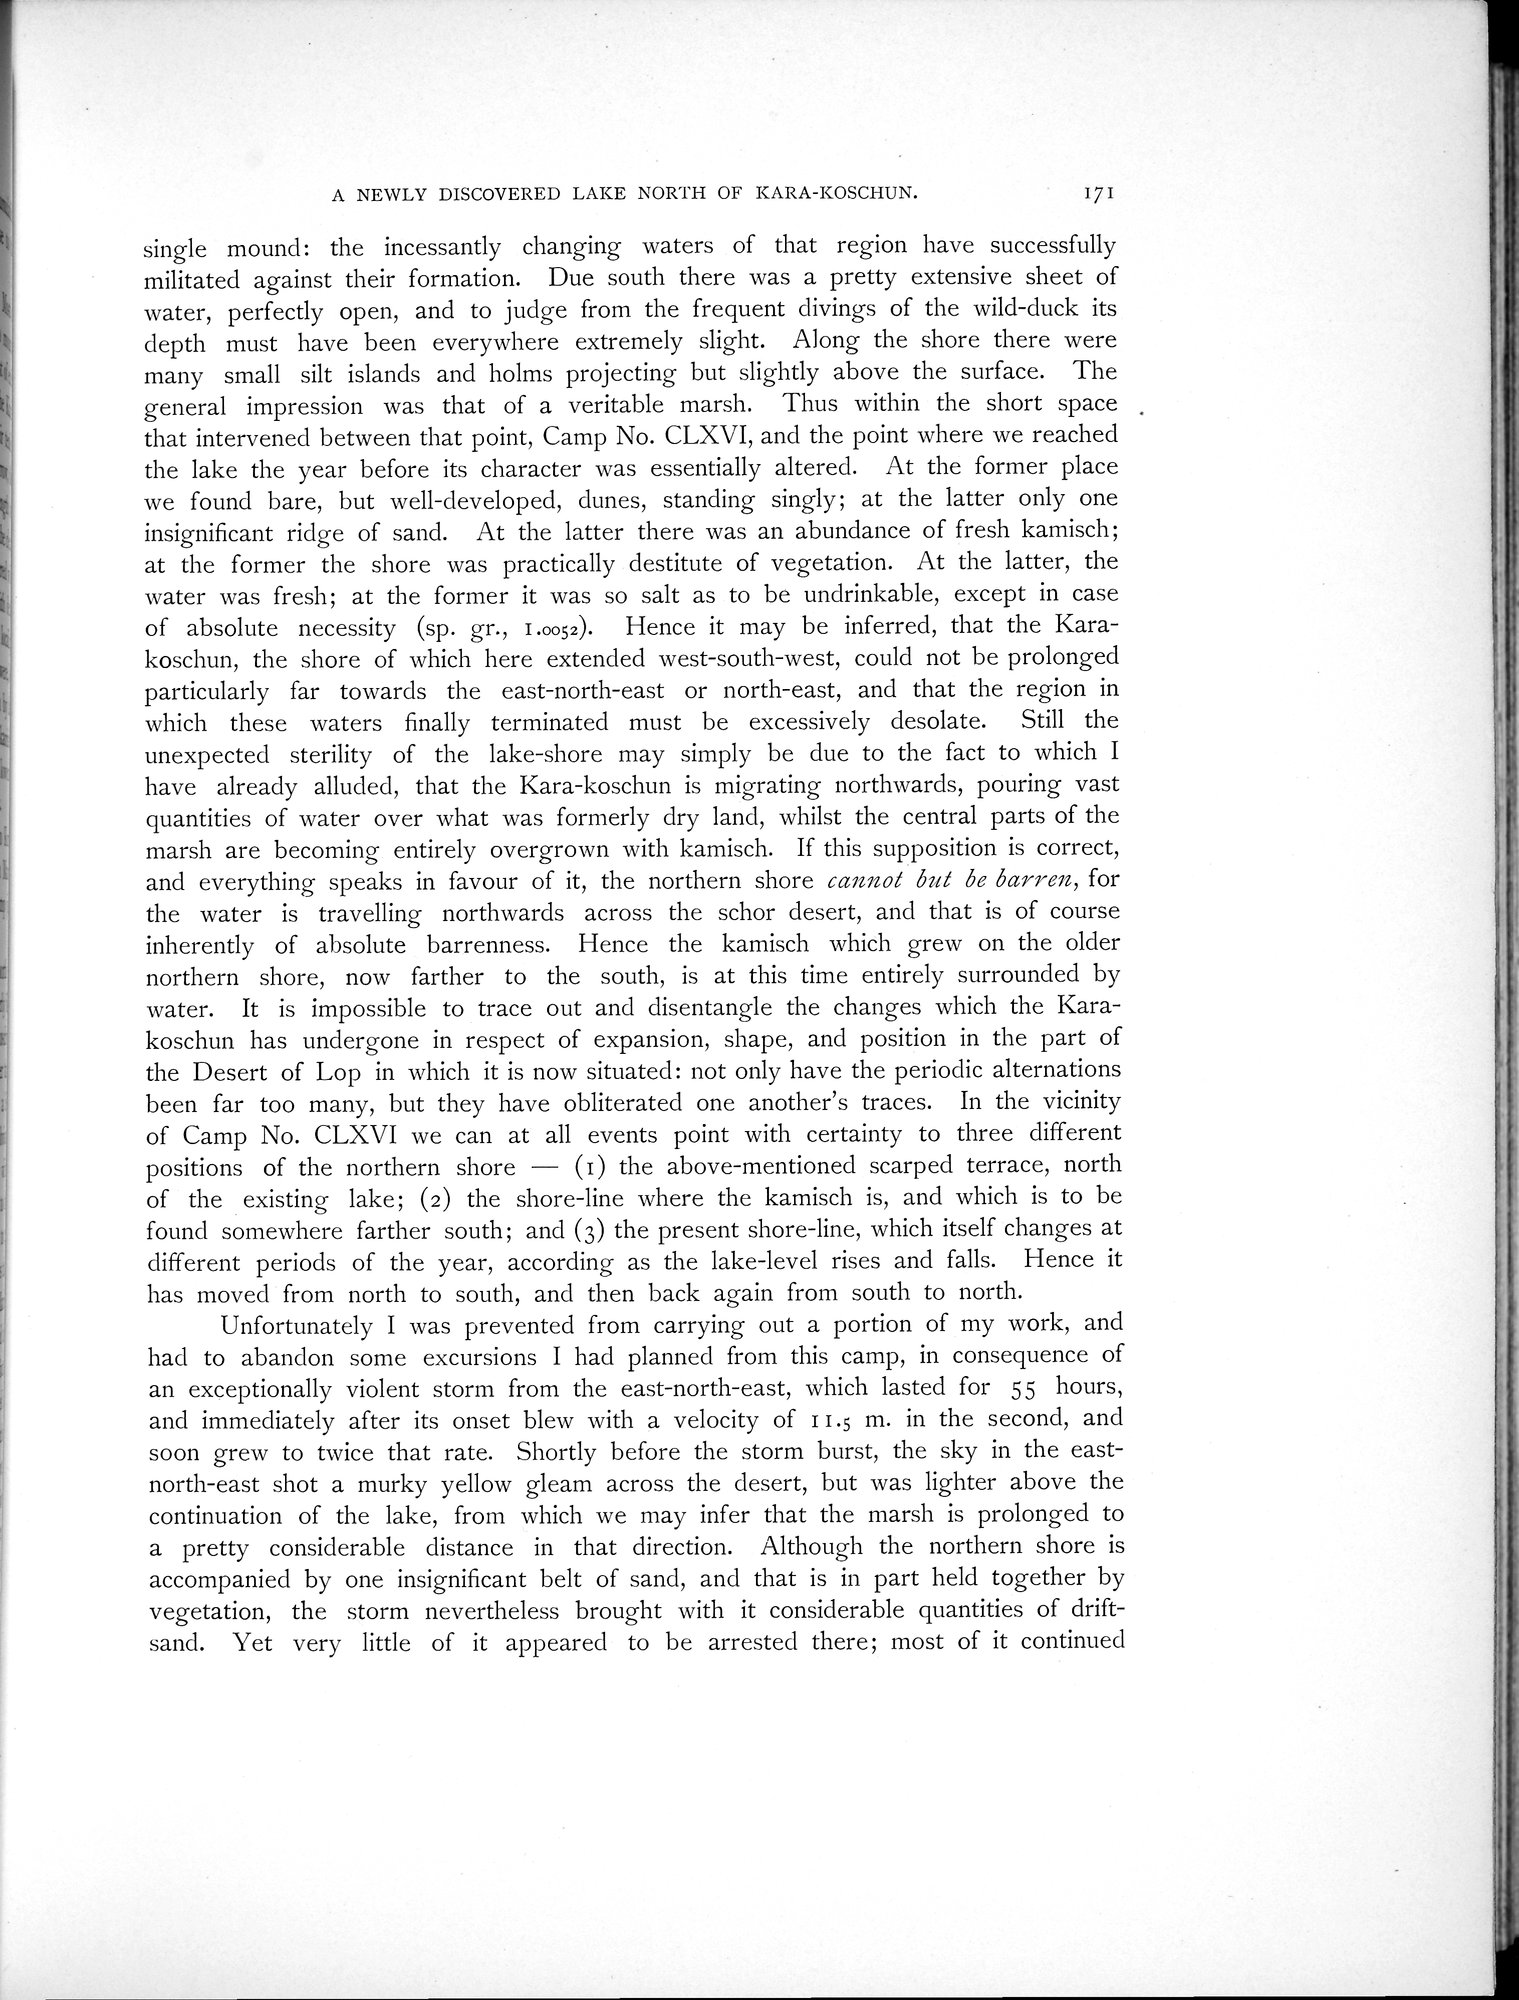 A NEWLY DISCOVERED LAKE NORTH OF KARA-KOSCHUN. 171
single mound: the incessantly changing waters of that region have successfully
militated against their formation. Due south there was a pretty extensive sheet of
water, perfectly open, and to judge from the frequent divings of the wild-duck its
depth must have been everywhere extremely slight. Along the shore there were
many small silt islands and holms projecting but slightly above the surface. The
general impression was that of a veritable marsh. Thus within the short space
that intervened between that point, Camp No. CLXVI, and the point where we reached
the lake the year before its character was essentially altered. At the former place
we found bare, but well-developed, dunes, standing singly; at the latter only one
insignificant ridge of sand. At the latter there was an abundance of fresh kamisch;
at the former the shore was practically destitute of vegetation. At the latter, the
water was fresh; at the former it was so salt as to be undrinkable, except in case
of absolute necessity (sp. gr., 1.0052). Hence it may be inferred, that the Kara-
koschun, the shore of which here extended west-south-west, could not be prolonged
particularly far towards the east-north-east or north-east, and that the region in
which these waters finally terminated must be excessively desolate. Still the
unexpected sterility of the lake-shore may simply be due to the fact to which I
have already alluded, that the Kara-koschun is migrating northwards, pouring vast
quantities of water over what was formerly dry land, whilst the central parts of the
marsh are becoming entirely overgrown with kamisch. If this supposition is correct,
and everything speaks in favour of it, the northern shore cannot but be barren, for
the water is travelling northwards across the schor desert, and that is of course
inherently of absolute barrenness. Hence the kamisch which grew on the older
northern shore, now farther to the south, is at this time entirely surrounded by
water. It is impossible to trace out and disentangle the changes which the Kara-
koschun has undergone in respect of expansion, shape, and position in the part of
the Desert of Lop in which it is now situated: not only have the periodic alternations
been far too many, but they have obliterated one another's traces. In the vicinity
of Camp No. CLXVI we can at all events point with certainty to three different
positions of the northern shore — (1) the above-mentioned scarped terrace, north
of the existing lake; (2) the shore-line where the kamisch is, and which is to be
found somewhere farther south; and (3) the present shore-line, which itself changes at
different periods of the year, according as the lake-level rises and falls. Hence it
has moved from north to south, and then back again from south to north.
Unfortunately I was prevented from carrying out a portion of my work, and
had to abandon some excursions I had planned from this camp, in consequence of
an exceptionally violent storm from the east-north-east, which lasted for 55 hours,
and immediately after its onset blew with a velocity of 11.5 m. in the second, and
soon grew to twice that rate. Shortly before the storm burst, the sky in the east-
north-east shot a murky yellow gleam across the desert, but was lighter above the
continuation of the lake, from which we may infer that the marsh is prolonged to
a pretty considerable distance in that direction. Although the northern shore is
accompanied by one insignificant belt of sand, and that is in part held together by
vegetation, the storm nevertheless brought with it considerable quantities of drift-
sand. Yet very little of it appeared to be arrested there; most of it continued